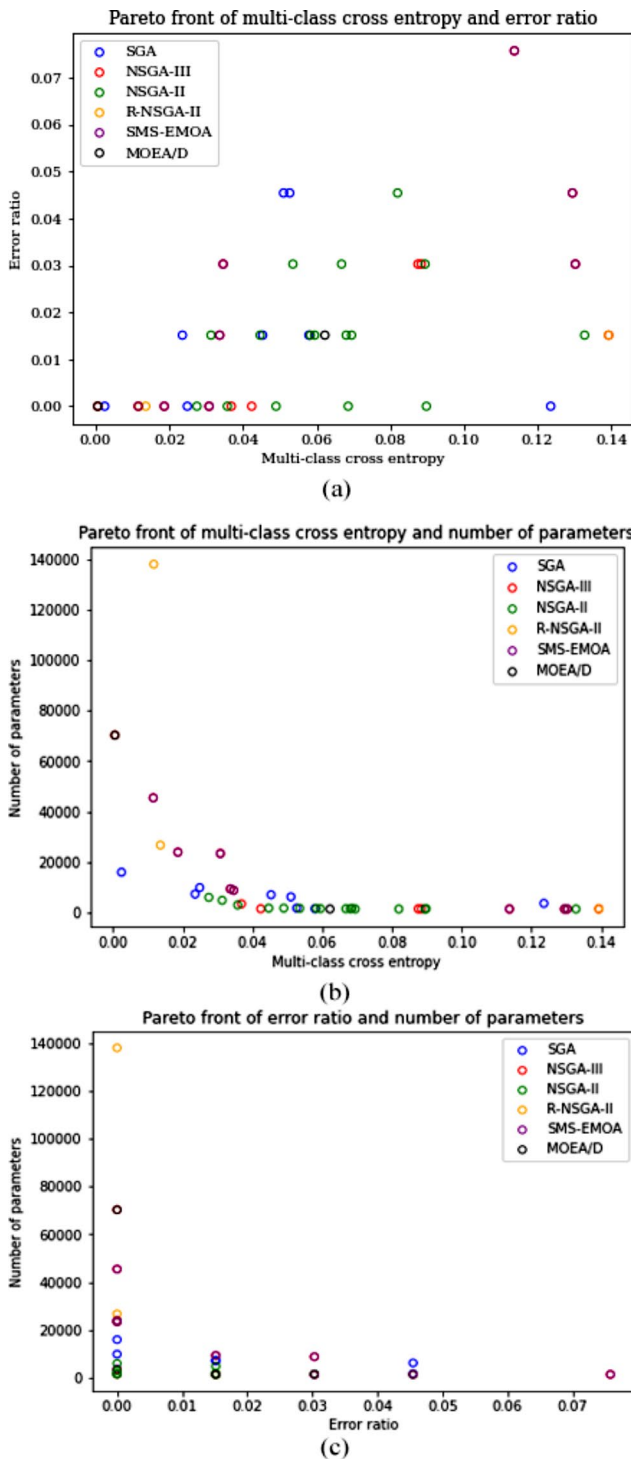 Pareto front of multi-class cross entropy and error ratio
SGA
NSGA-III
NSGA-II
R-NSGA-II
SMS-EMOA
MOEA/D
0.07
0.06
0.05
0.04
0.03
0.02
0.01
0.00
Error ratio
0.00 0.02 0.04 0.06 0.08 0.10 0.12 0.14
Multi-class cross entropy
(a)
Pareto front of multi-class cross entropy and number of parameters
SGA
NSGA-III
NSGA-II
R-NSGA-II
SMS-EMOA
MOEA/D
140000
120000
100000
80000
60000
40000
20000
0
Number of parameters
0.00 0.02 0.04 0.06 0.08 0.10 0.12 0.14
Multi-class cross entropy
(b)
Pareto front of error ratio and number of parameters
SGA
NSGA-III
NSGA-II
R-NSGA-II
SMS-EMOA
MOEA/D
140000
120000
100000
80000
60000
40000
20000
0
Number of parameters
0.00 0.01 0.02 0.03 0.04 0.05 0.06 0.07
Error ratio
(c)